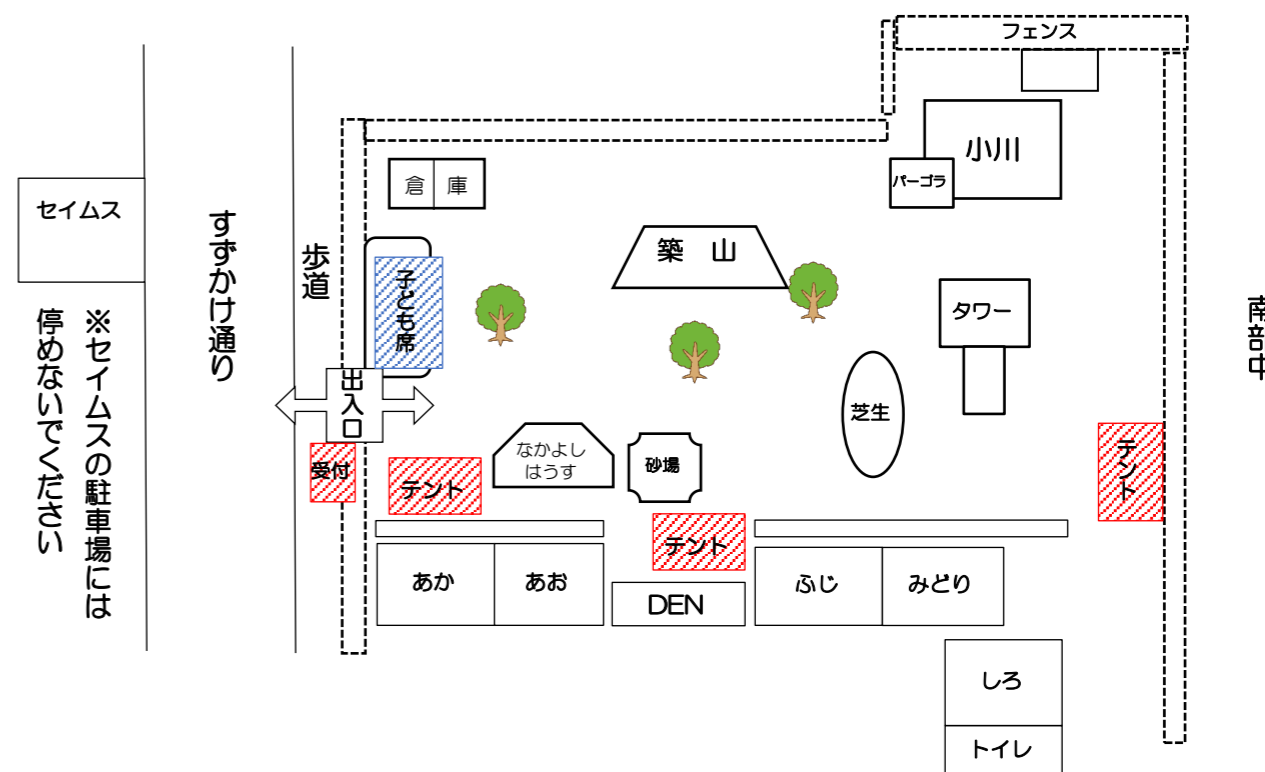 フェンス
小川
パーゴラ
倉 庫
セイムス
すずかけ通り
歩道
子ども席
築 山
タワー
南部中
※セイムスの駐車場には
停めないでください
出入口
芝生
なかよし
はうす
砂場
受付
テント
テント
テント
あか
あお
DEN
ふじ
みどり
しろ
トイレ